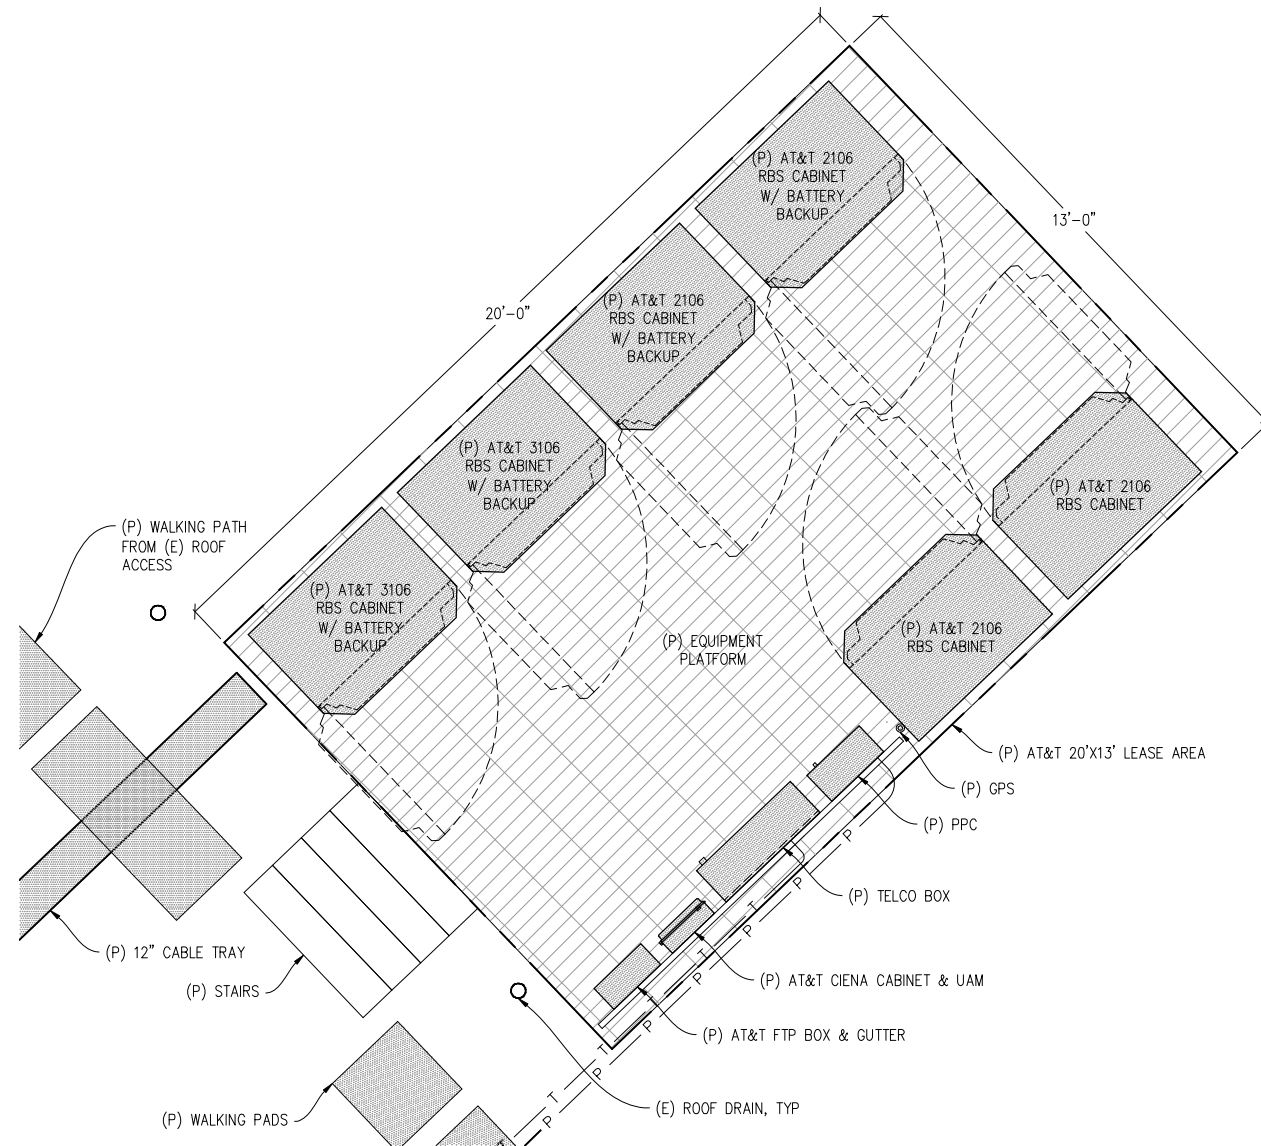 (P) AT&T 2106
RBS CABINET
W/ BATTERY
BACKUP
13'-0"
20'-0"
(P) AT&T 2106
RBS CABINET
W/ BATTERY
BACKUP
(P) AT&T 3106
RBS CABINET
W/ BATTERY
BACKUP
(P) AT&T 2106
RBS CABINET
(P) WALKING PATH
FROM (E) ROOF
ACCESS
(P) AT&T 3106
RBS CABINET
W/ BATTERY
BACKUP
(P) EQUIPMENT
PLATFORM
(P) AT&T 2106
RBS CABINET
(P) AT&T 20'X13' LEASE AREA
(P) GPS
(P) PPC
P
P
(P) TELCO BOX
T
P
(P) 12" CABLE TRAY
T
P
(P) STAIRS
(P) AT&T CIENA CABINET & UAM
T
P
(P) AT&T FTP BOX & GUTTER
T
P
T
P
(P) WALKING PADS
(E) ROOF DRAIN, TYP